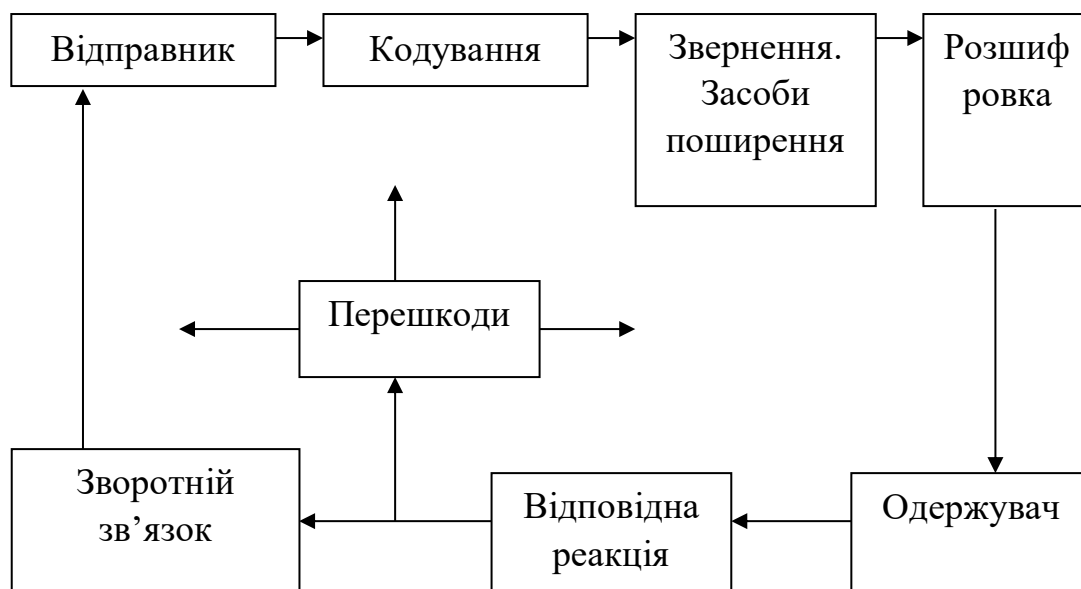 Відправник
Кодування
Звернення.
Засоби
поширення
Розшиф
ровка
Перешкоди
Зворотній
зв’язок
Відповідна
реакція
Одержувач